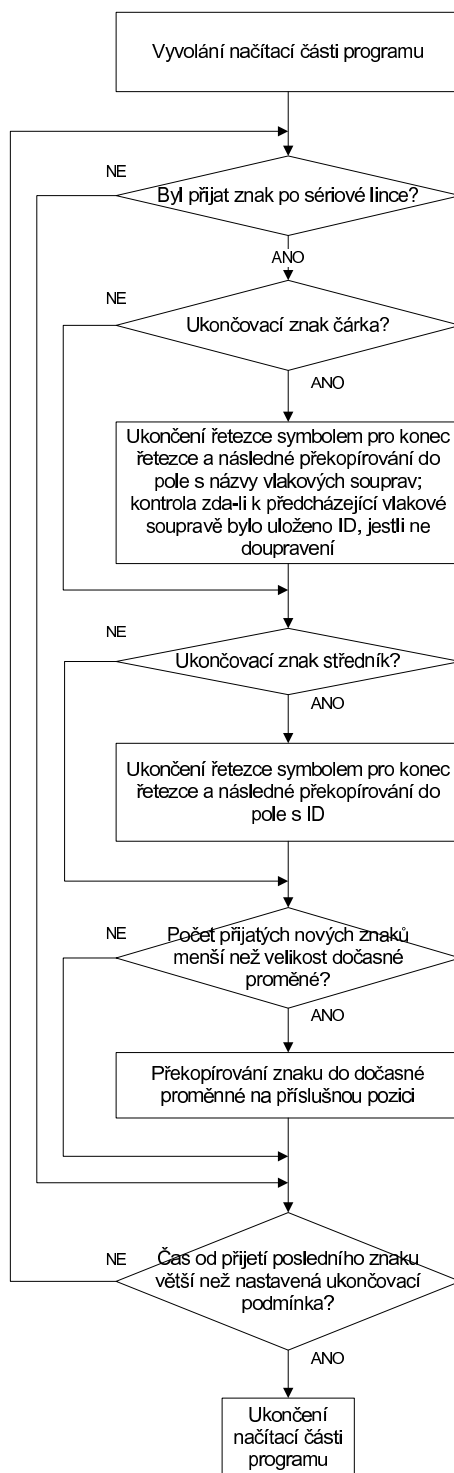 Vyvolání načítací části programu
NE
Byl přijat znak po sériové lince?
ANO
NE
Ukončovací znak čárka?
ANO
Ukončení řetezce symbolem pro konec
řetezce a následné překopírování do
pole s názvy vlakových souprav;
kontrola zda-li k předcházející vlakové
soupravě bylo uloženo ID, jestli ne
doupravení
NE
Ukončovací znak středník?
ANO
Ukončení řetezce symbolem pro konec
řetezce a následné překopírování do
pole s ID
NE
Počet přijatých nových znaků
menší než velikost dočasné
proměné?
ANO
Překopírování znaku do dočasné
proměnné na příslušnou pozici
NE
Čas od přijetí posledního znaku
větší než nastavená ukončovací
podmínka?
ANO
Ukončení
načítací části
programu